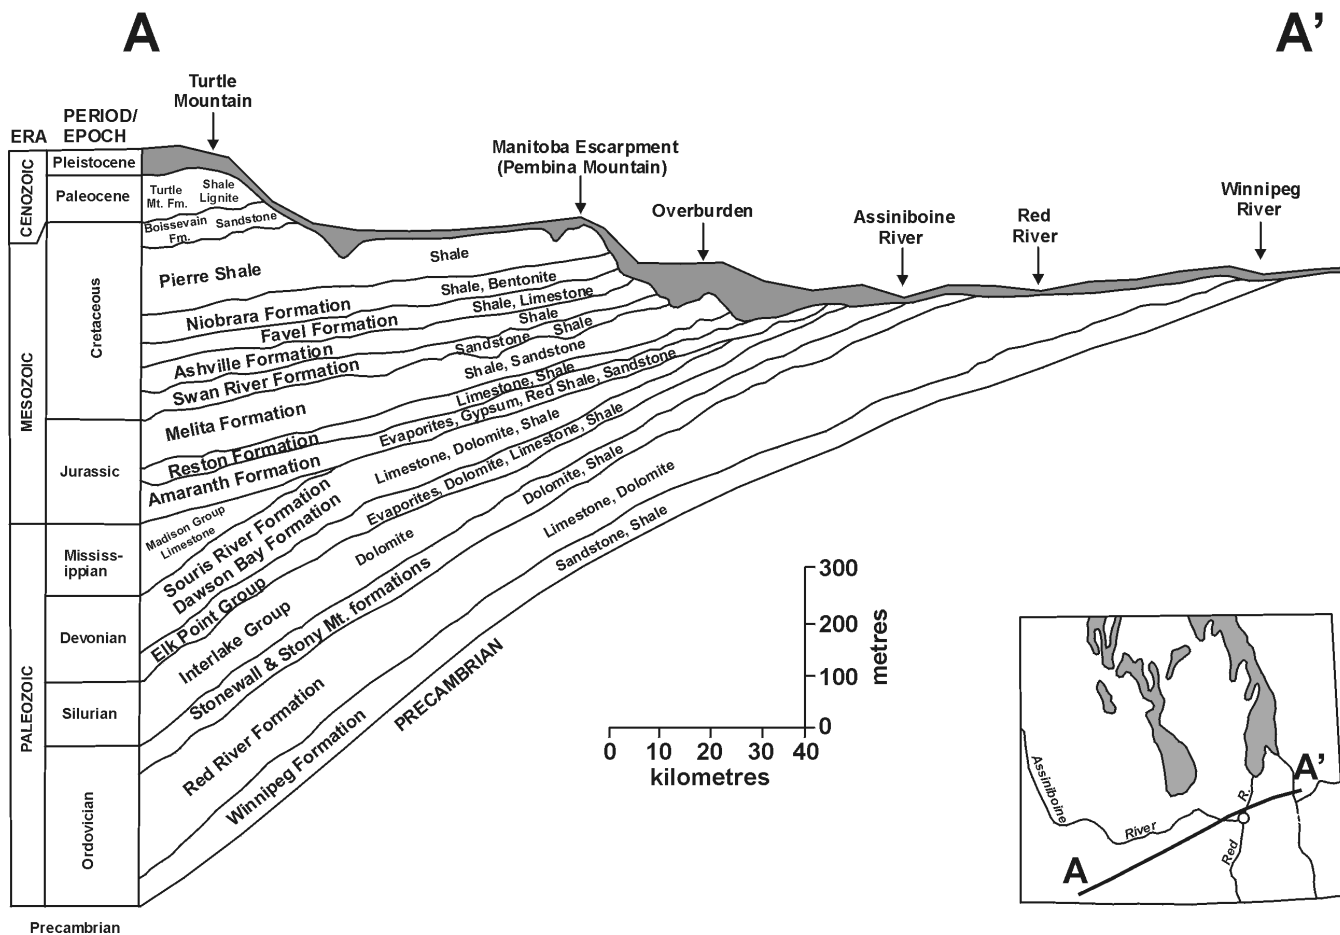 A
A’
Turtle
Mountain
PERIOD/
EPOCH
ERA
Manitoba Escarpment
(Pembina Mountain)
Overburden
Assiniboine
River
Red
River
Winnipeg
River
CENOZOIC
MESOZOIC
PALEOZOIC
Pleistocene
Paleocene
Cretaceous
Jurassic
Mississ-
ippian
Devonian
Silurian
Ordovician
Precambrian
Turtle
Mt. Fm.
Shale
Lignite
Boissevain
Fm.
Sandstone
Pierre Shale
Shale
Niobrara Formation
Shale, Bentonite
Favel Formation
Shale, Limestone
Ashville Formation
Shale
Swan River Formation
Sandstone
Shale
Melita Formation
Shale, Sandstone
Reston Formation
Limestone, Shale
Amaranth Formation
Evaporites, Gypsum, Red Shale, Sandstone
Madison Group
Limestone
Souris River Formation
Limestone, Dolomite, Shale
Dawson Bay Formation
Evaporites, Dolomite, Limestone, Shale
Elk Point Group
Dolomite
Interlake Group
Dolomite, Shale
Stonewall & Stony Mt. formations
Limestone, Dolomite
Red River Formation
Sandstone, Shale
Winnipeg Formation
PRECAMBRIAN
300
200
100
0
metres
0 10 20 30 40
kilometres
Assiniboine
River
Red
R.
A
A’